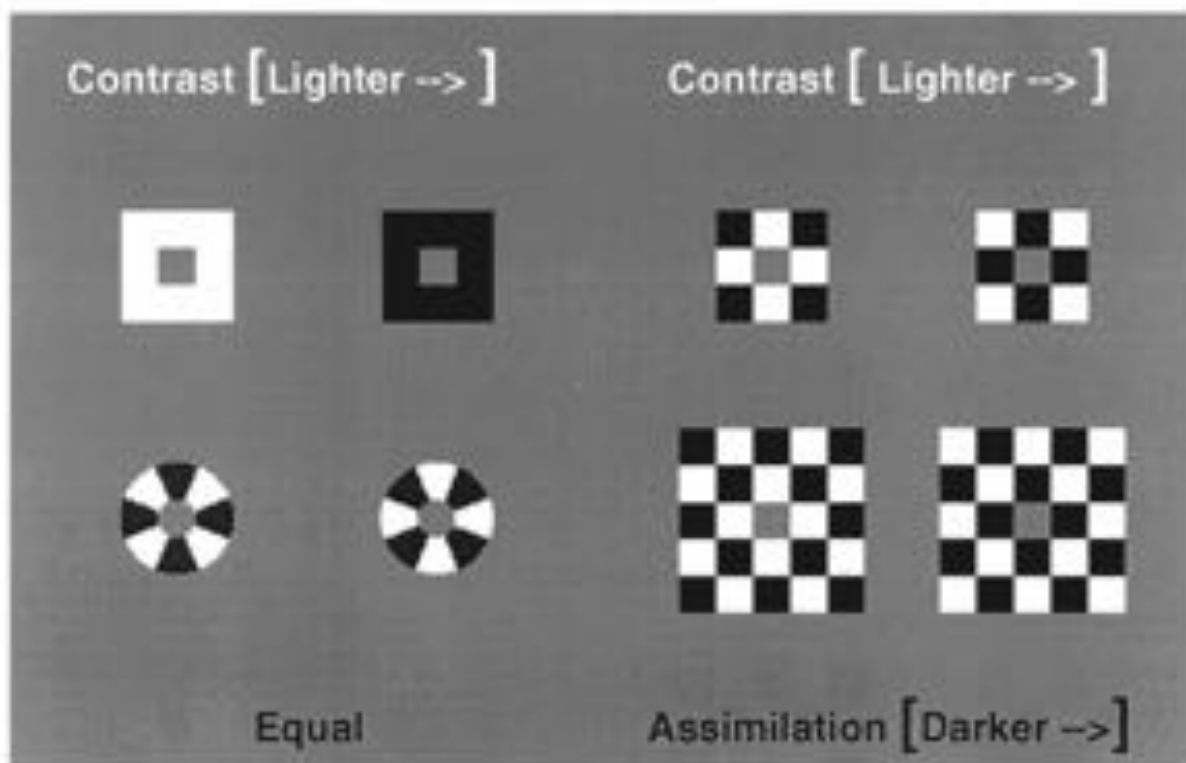 Contrast [Lighter -->]
Contrast [ Lighter -->]
Equal
Assimilation [Darker -->]